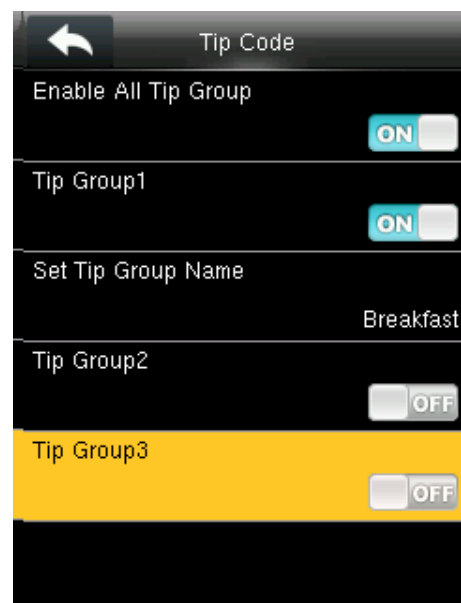 Tip Code
Enable All Tip Group
ON
Tip Group1
ON
Set Tip Group Name
Breakfast
Tip Group2
OFF
Tip Group3
OFF